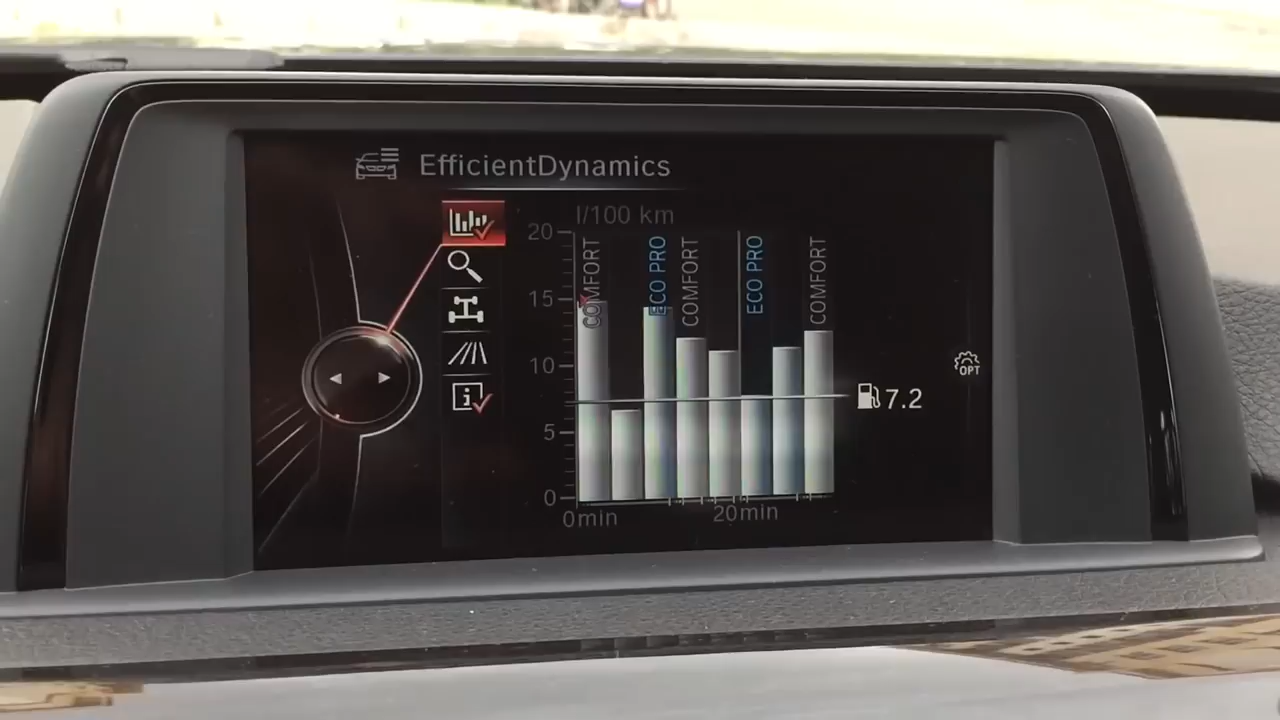 EfficientDynamics
l/100 km
20
15
10
5
0
COMFORT
ECO PRO
COMFORT
ECO PRO
COMFORT
7.2
OPT
0min
20min